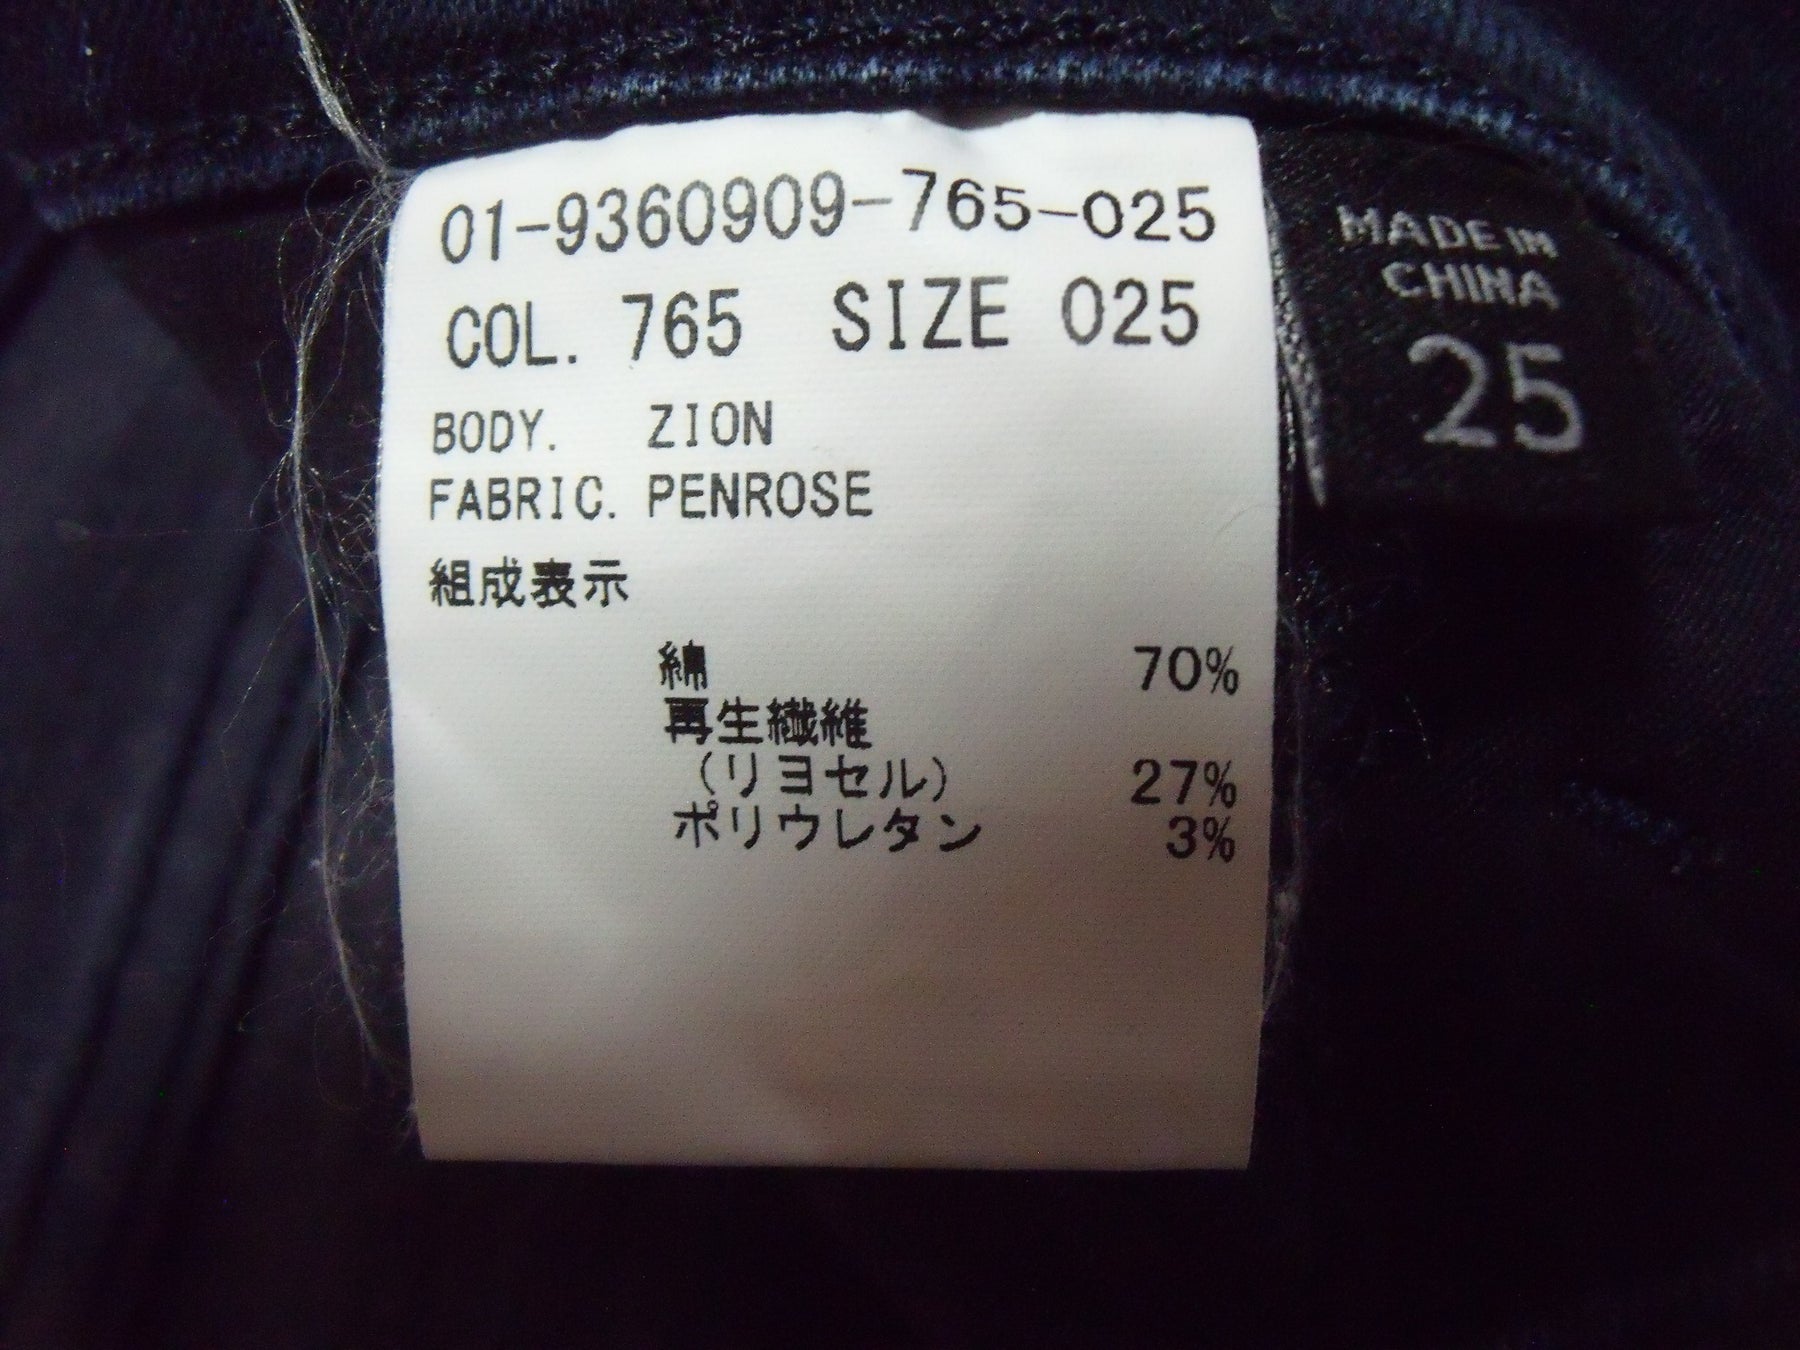 01-9360909-765-025
COL. 765 SIZE 025
BODY. ZION
FABRIC. PENROSE
組成表示
綿 70%
再生繊維
(リヨセル) 27%
ポリウレタン 3%
MADE IN
CHINA
25